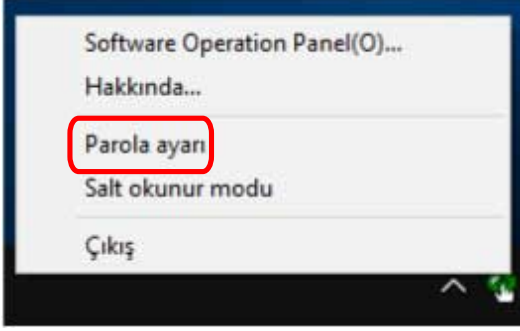 Software Operation Panel(O)...
Hakkında...
Parola ayarı
Salt okunur modu
Çıkış